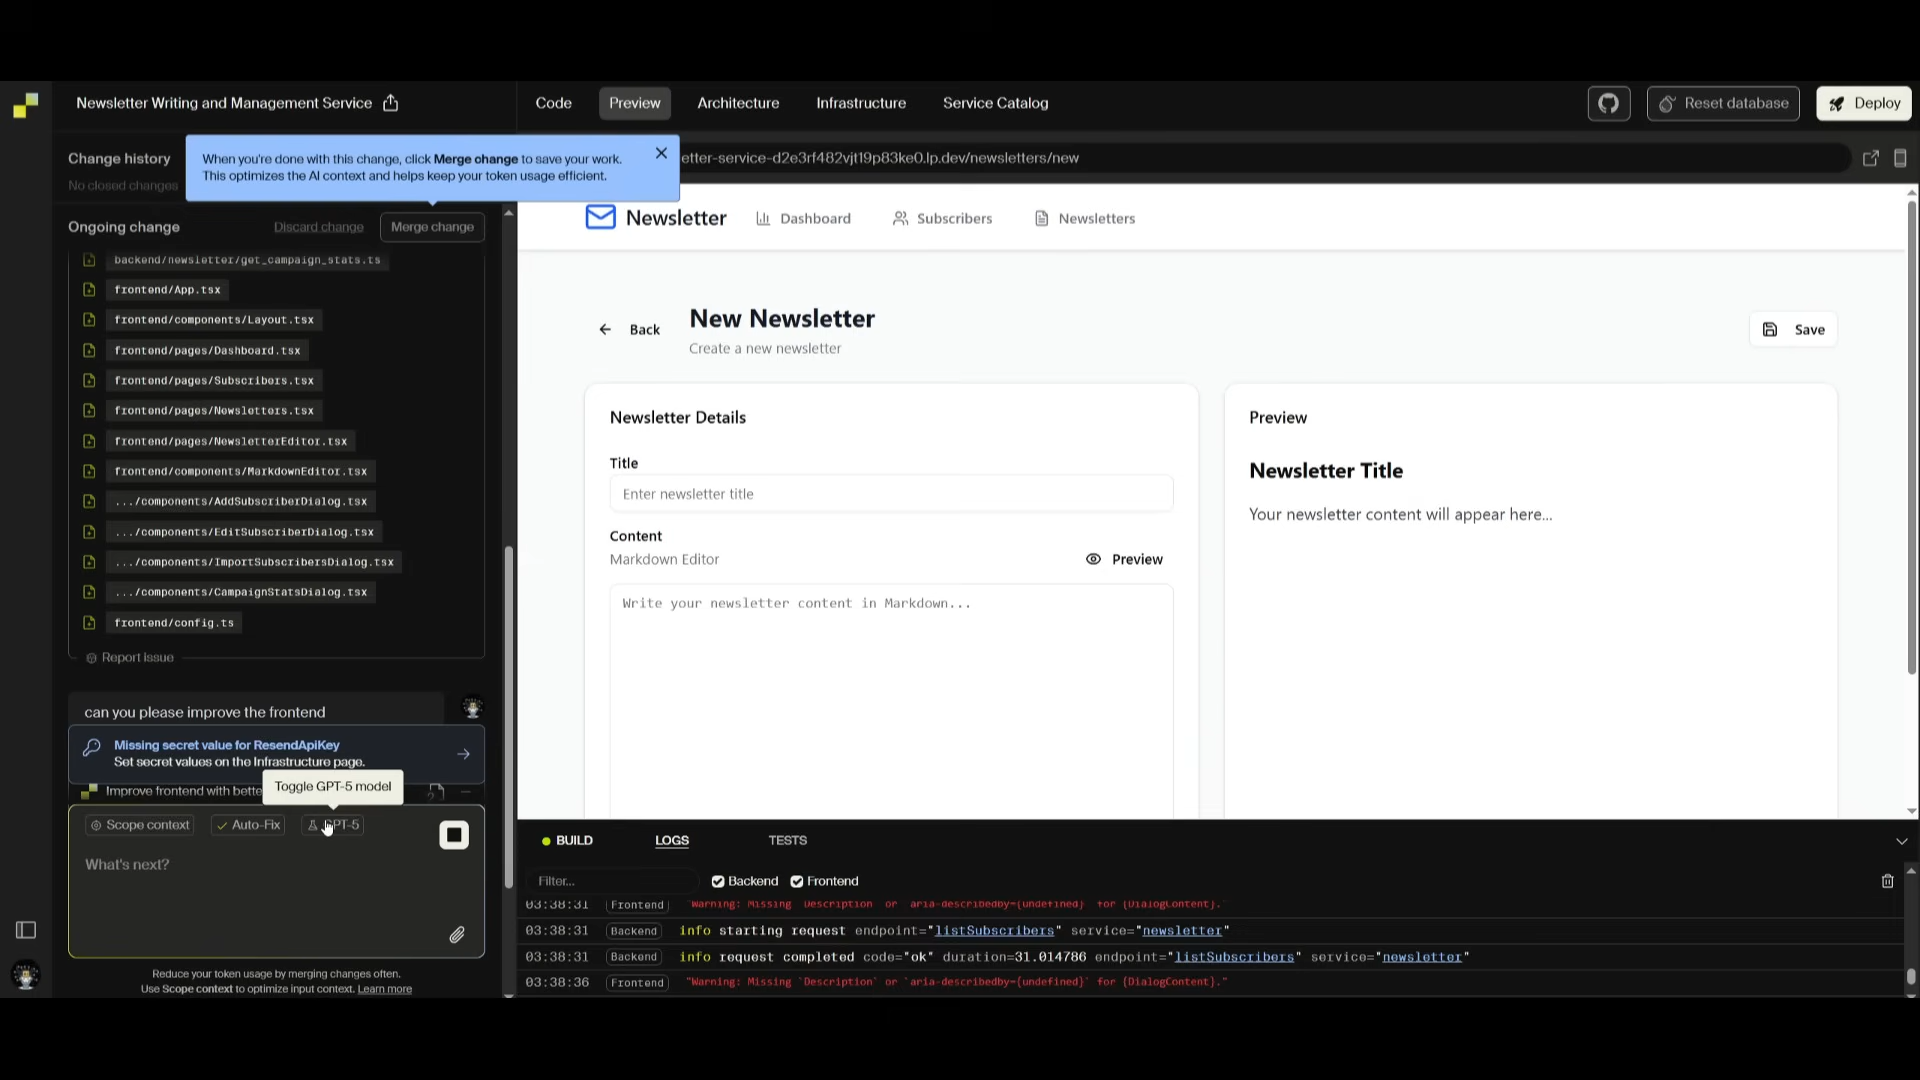 Newsletter Writing and Management Service
Code
Preview
Architecture
Infrastructure
Service Catalog
Reset database
Deploy
Change history
No closed changes
When you're done with this change, click Merge change to save your work.
This optimizes the AI context and helps keep your token usage efficient.
etter-service-d2e3rf482vjt19p83ke0.lp.dev/newsletters/new
Ongoing change
Discard change
Merge change
backend/newsletter/get_campaign_stats.ts
frontend/App.tsx
frontend/components/Layout.tsx
frontend/pages/Dashboard.tsx
frontend/pages/Subscribers.tsx
frontend/pages/Newsletters.tsx
frontend/pages/NewsletterEditor.tsx
frontend/components/MarkdownEditor.tsx
.../components/AddSubscriberDialog.tsx
.../components/EditSubscriberDialog.tsx
.../components/ImportSubscribersDialog.tsx
.../components/CampaignStatsDialog.tsx
frontend/config.ts
Report Issue
can you please improve the frontend
Missing secret value for ResendApiKey
Set secret values on the Infrastructure page.
Toggle GPT-5 model
Improve frontend with bette
Scope context
Auto-Fix
GPT-5
What's next?
Reduce your token usage by merging changes often.
Use Scope context to optimize input context. Learn more
Newsletter
Dashboard
Subscribers
Newsletters
Back
New Newsletter
Create a new newsletter
Save
Newsletter Details
Title
Enter newsletter title
Content
Markdown Editor
Preview
Write your newsletter content in Markdown...
Preview
Newsletter Title
Your newsletter content will appear here...
BUILD
LOGS
TESTS
Filter...
Backend
Frontend
03:38:31 Frontend "Warning: Missing `Description` or `aria-describedby={undefined}` for {DialogContent}."
03:38:31 Backend info starting request endpoint="listSubscribers" service="newsletter"
03:38:31 Backend info request completed code="ok" duration=31.014786 endpoint="listSubscribers" service="newsletter"
03:38:36 Frontend "Warning: Missing `Description` or `aria-describedby={undefined}` for {DialogContent}."